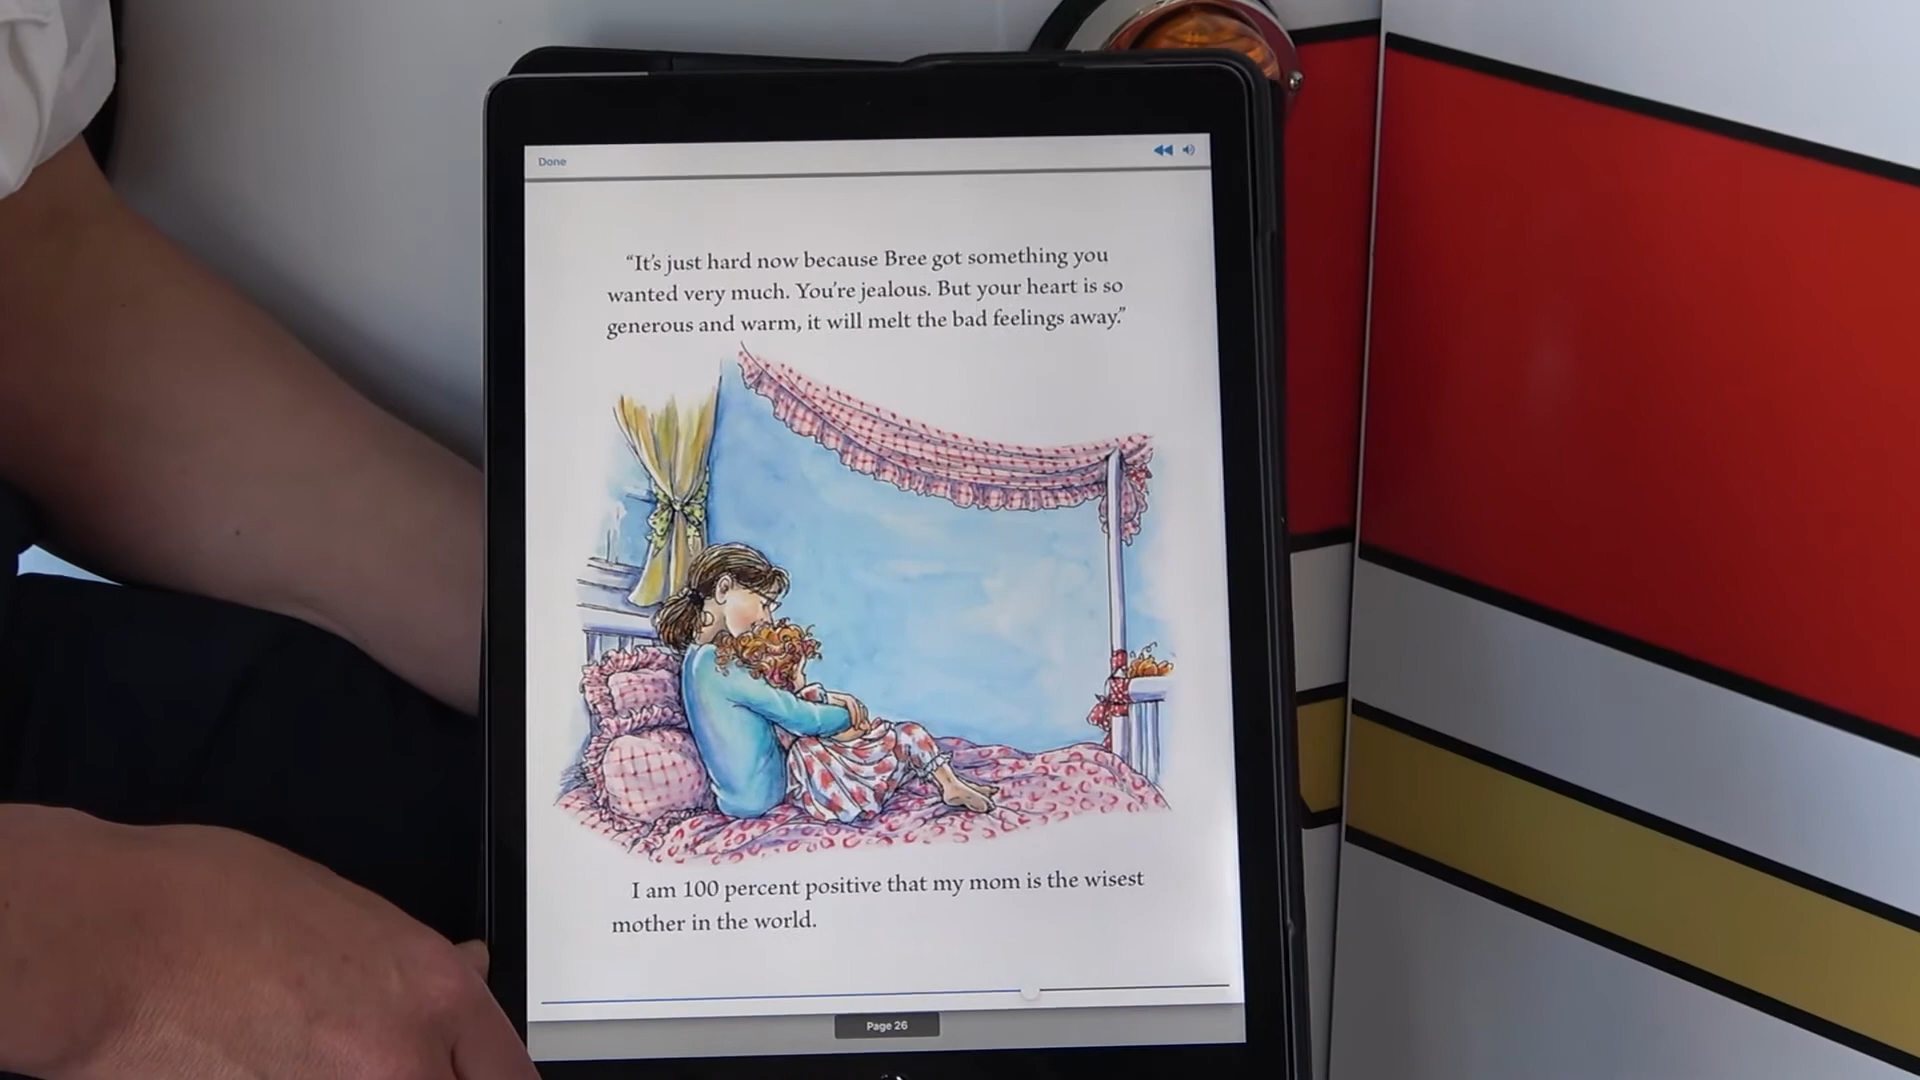 Done
“It’s just hard now because Bree got something you
wanted very much. You’re jealous. But your heart is so
generous and warm, it will melt the bad feelings away.”
I am 100 percent positive that my mom is the wisest
mother in the world.
Page 26